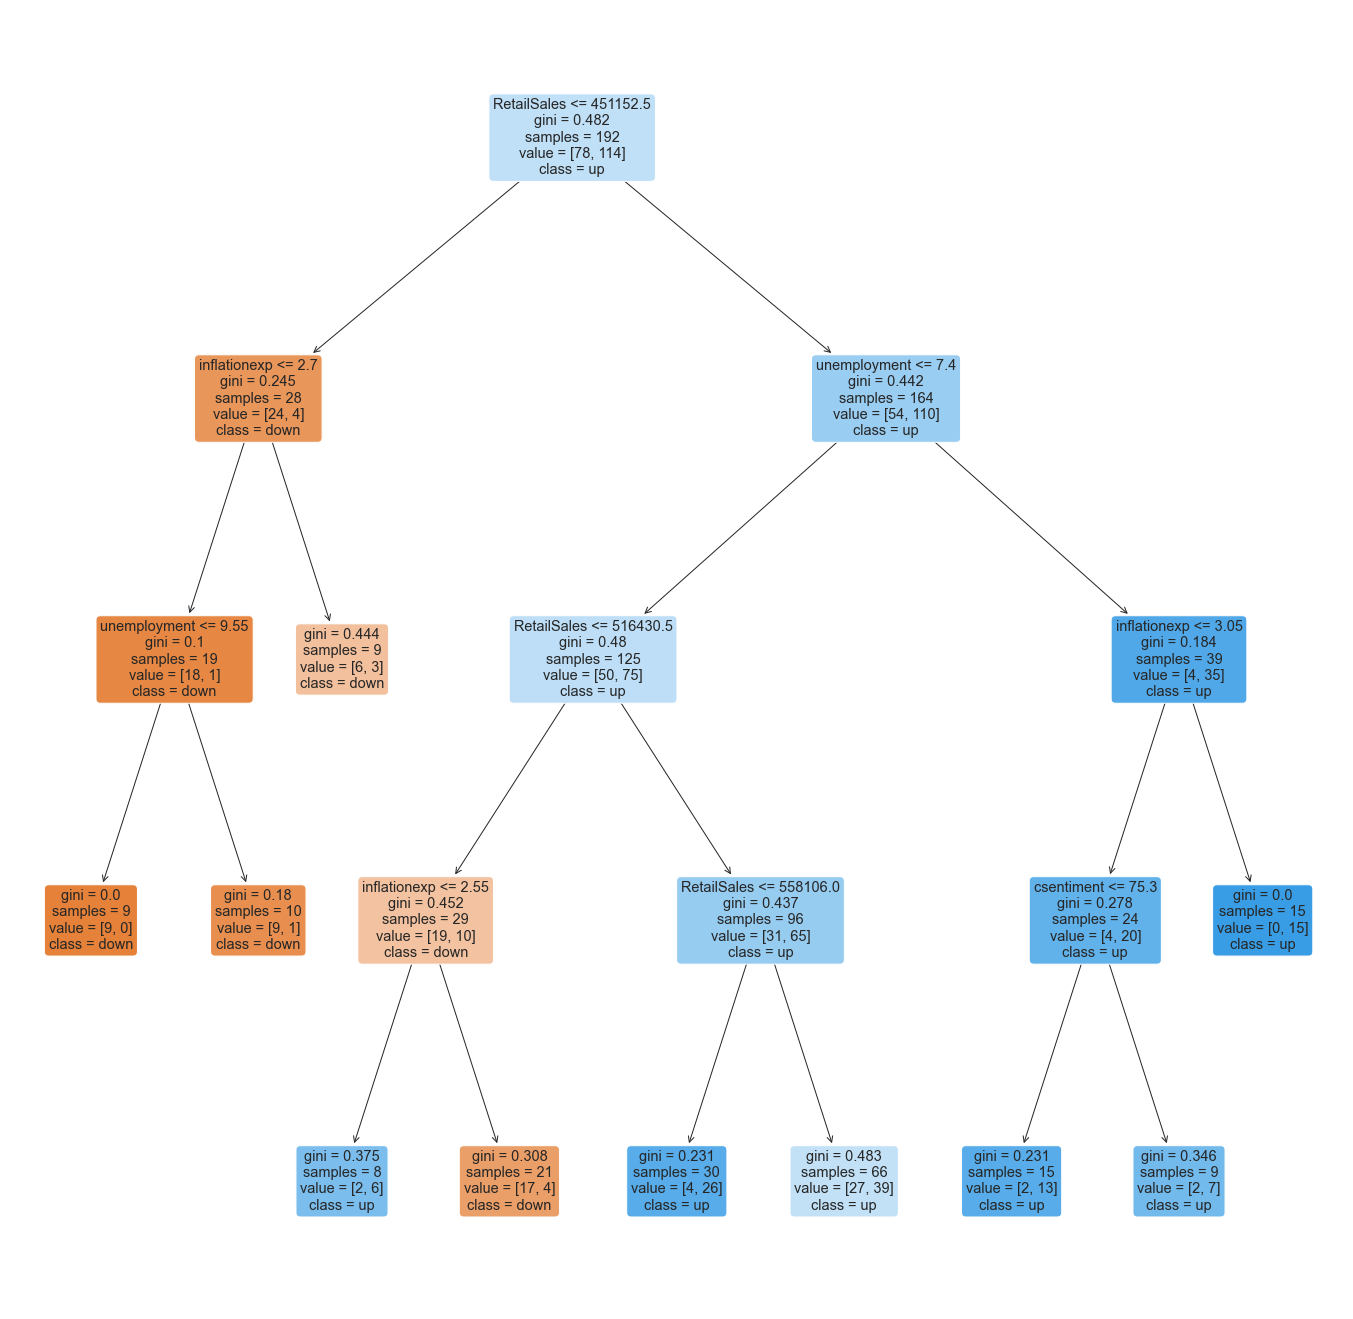 RetailSales <= 451152.5
gini = 0.482
samples = 192
value = [78, 114]
class = up
inflationexp <= 2.7
gini = 0.245
samples = 28
value = [24, 4]
class = down
unemployment <= 7.4
gini = 0.442
samples = 164
value = [54, 110]
class = up
unemployment <= 9.55
gini = 0.1
samples = 19
value = [18, 1]
class = down
gini = 0.444
samples = 9
value = [6, 3]
class = down
RetailSales <= 516430.5
gini = 0.48
samples = 125
value = [50, 75]
class = up
inflationexp <= 3.05
gini = 0.184
samples = 39
value = [4, 35]
class = up
gini = 0.0
samples = 9
value = [9, 0]
class = down
gini = 0.18
samples = 10
value = [9, 1]
class = down
inflationexp <= 2.55
gini = 0.452
samples = 29
value = [19, 10]
class = down
RetailSales <= 558106.0
gini = 0.437
samples = 96
value = [31, 65]
class = up
csentiment <= 75.3
gini = 0.278
samples = 24
value = [4, 20]
class = up
gini = 0.0
samples = 15
value = [0, 15]
class = up
gini = 0.375
samples = 8
value = [2, 6]
class = up
gini = 0.308
samples = 21
value = [17, 4]
class = down
gini = 0.231
samples = 30
value = [4, 26]
class = up
gini = 0.483
samples = 66
value = [27, 39]
class = up
gini = 0.231
samples = 15
value = [2, 13]
class = up
gini = 0.346
samples = 9
value = [2, 7]
class = up